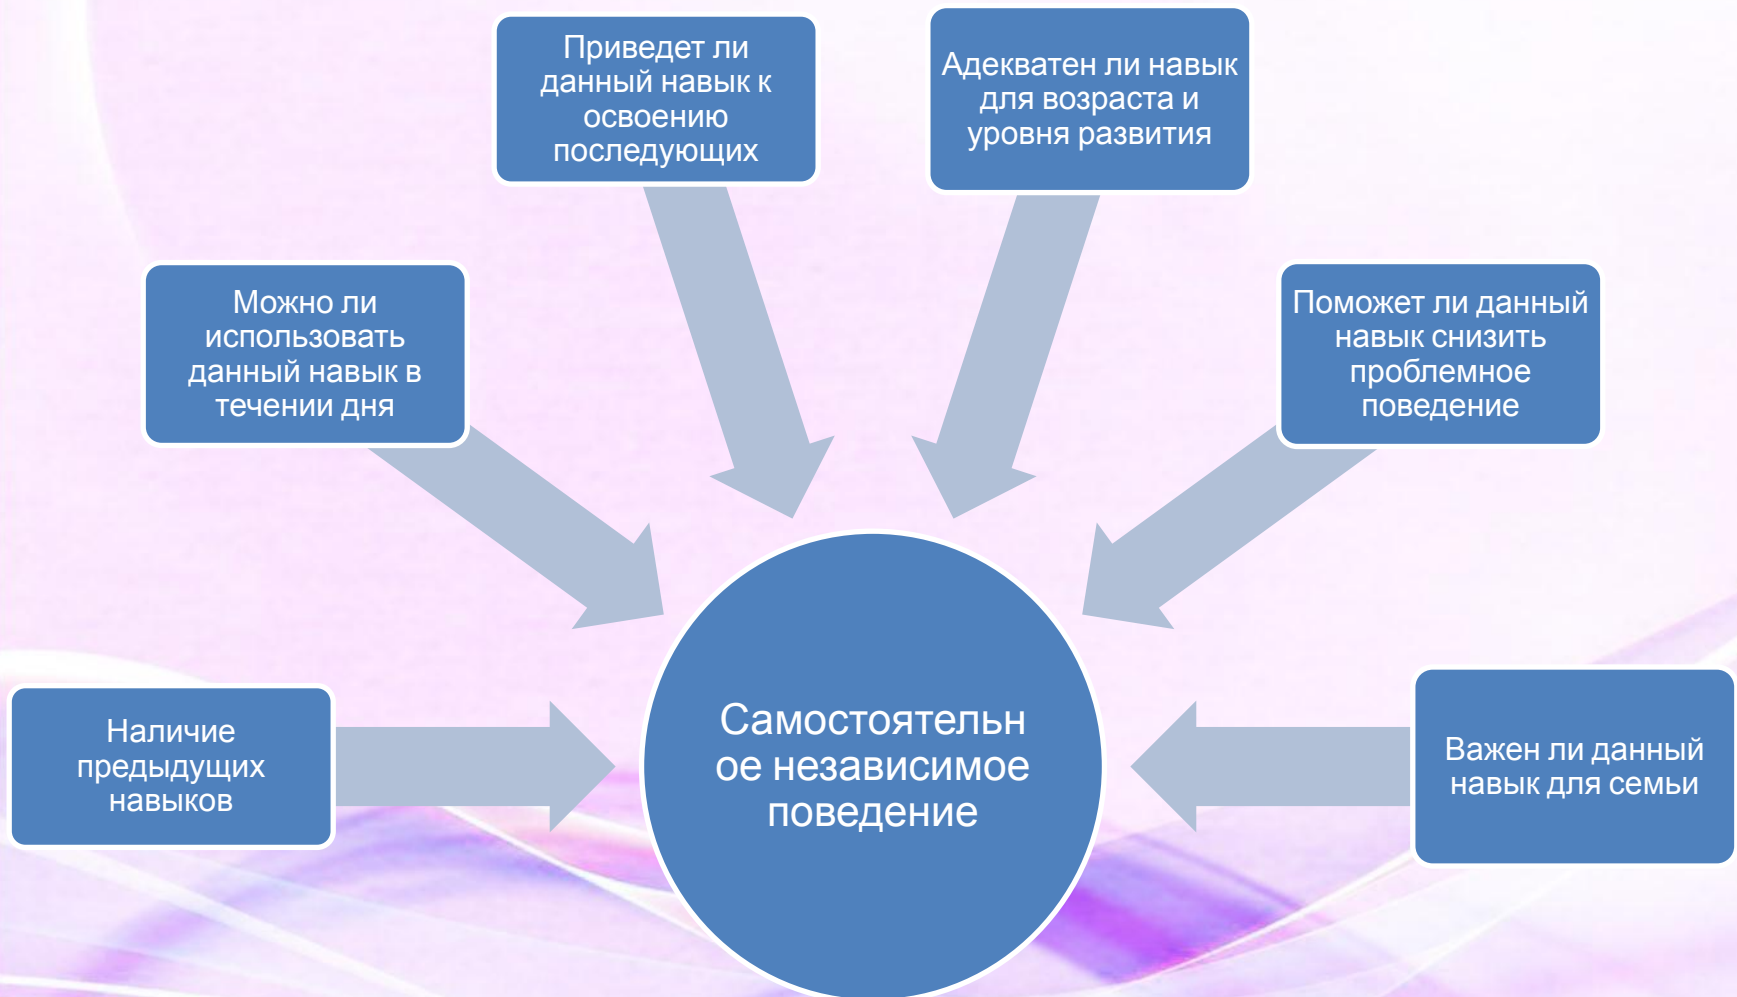 Приведет ли
данный навык к
освоению
последующих
Адекватен ли навык
для возраста и
уровня развития
Можно ли
использовать
данный навык в
течении дня
Поможет ли данный
навык снизить
проблемное
поведение
Наличие
предыдущих
навыков
Самостоятельн
ое независимое
поведение
Важен ли данный
навык для семьи